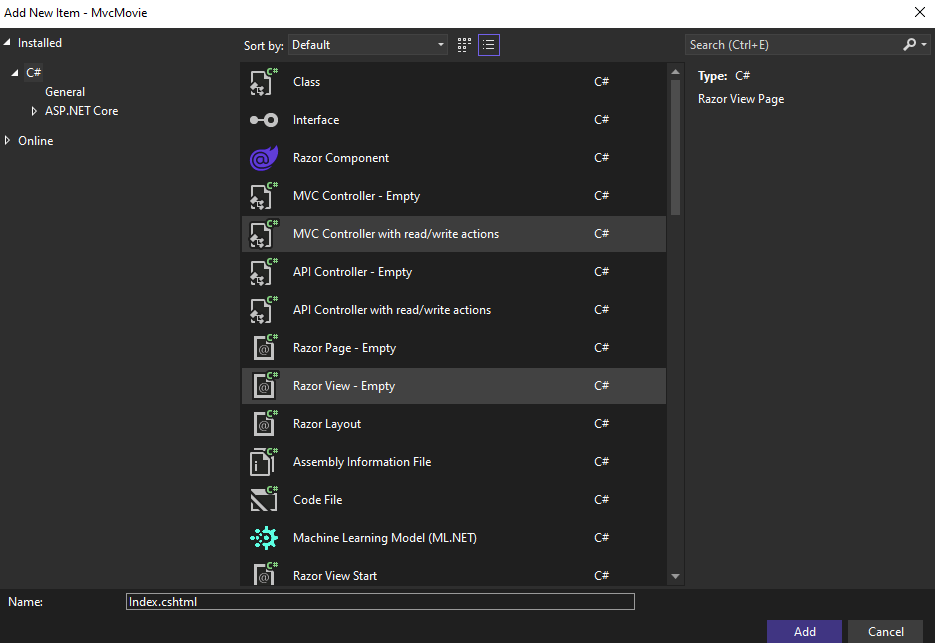 Add New Item - MvcMovie
Installed
C#
General
ASP.NET Core
Online
Sort by: Default
Class C#
Interface C#
Razor Component C#
MVC Controller - Empty C#
MVC Controller with read/write actions C#
API Controller - Empty C#
API Controller with read/write actions C#
Razor Page - Empty C#
Razor View - Empty C#
Razor Layout C#
Assembly Information File C#
Code File C#
Machine Learning Model (ML.NET) C#
Razor View Start C#
Search (Ctrl+E)
Type: C#
Razor View Page
Name: Index.cshtml
Add Cancel